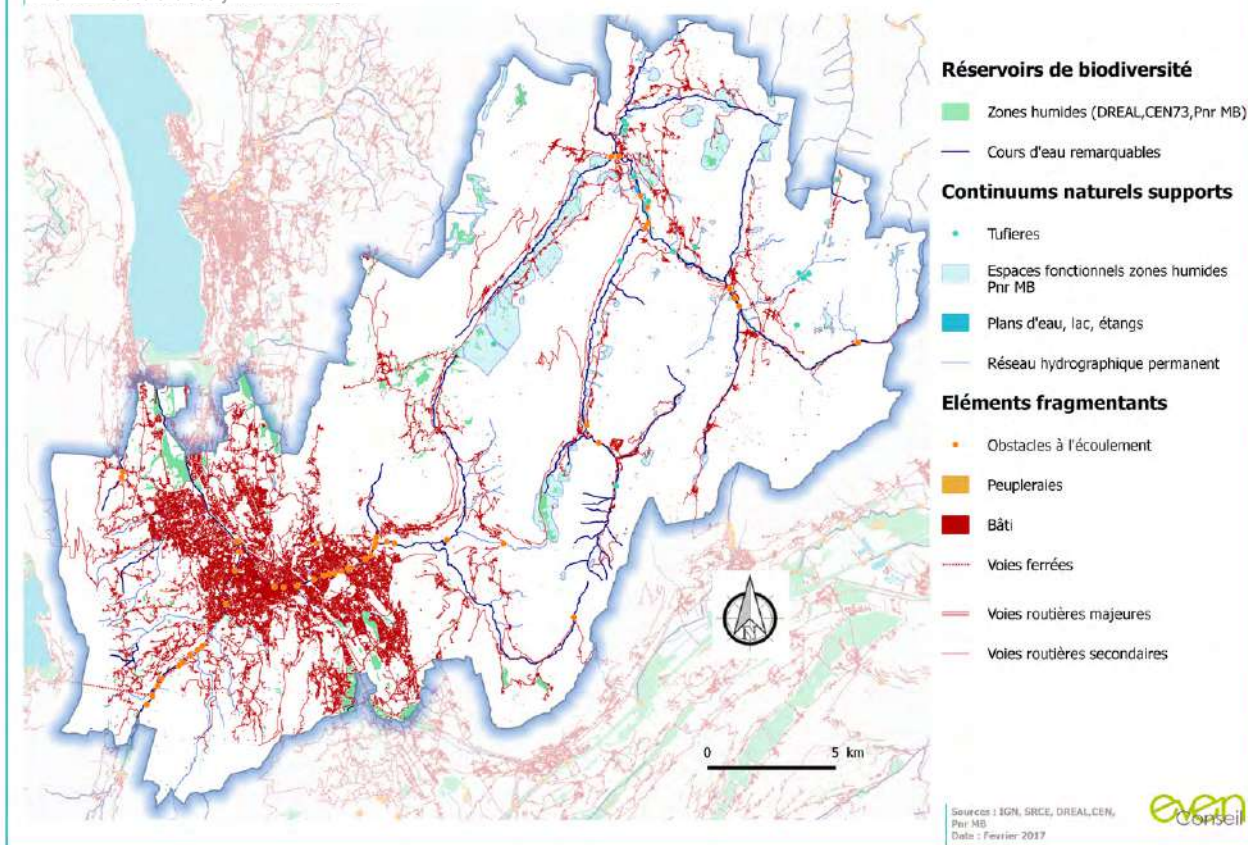 Réservoirs de biodiversité
Zones humides (DREAL,CEN73,Pnr MB)
Cours d'eau remarquables
Continuums naturels supports
Tufieres
Espaces fonctionnels zones humides
Pnr MB
Plans d'eau, lac, étangs
Réseau hydrographique permanent
Eléments fragmentants
Obstacles à l'écoulement
Peupleraies
Bâti
Voies ferrées
Voies routières majeures
Voies routières secondaires
N
0 5 km
Sources : IGN, SRCE, DREAL,CEN,
Pnr MB
Date : Fevrier 2017
even
Conseil